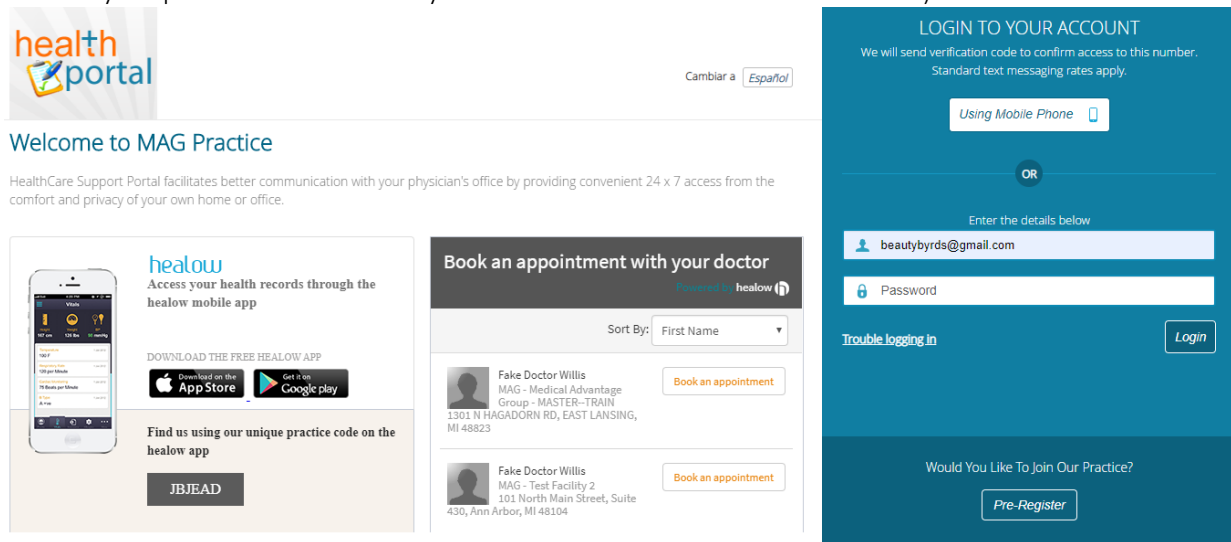 health
portal
Cambiar a Español
Welcome to MAG Practice
HealthCare Support Portal facilitates better communication with your physician's office by providing convenient 24 x 7 access from the
comfort and privacy of your own home or office.
healow
Access your health records through the
healow mobile app
DOWNLOAD THE FREE HEALOW APP
Download on the
App Store
Get it on
Google play
Find us using our unique practice code on the
healow app
JBJEAD
Vitals
Book an appointment with your doctor
Powered by healow
Sort By: First Name
Fake Doctor Willis
MAG - Medical Advantage
Group - MASTER--TRAIN
1301 N HAGADORN RD, EAST LANSING,
MI 48823
Book an appointment
Fake Doctor Willis
MAG - Test Facility 2
101 North Main Street, Suite
430, Ann Arbor, MI 48104
Book an appointment
LOGIN TO YOUR ACCOUNT
We will send verification code to confirm access to this number.
Standard text messaging rates apply.
Using Mobile Phone
OR
Enter the details below
beautybyrds@gmail.com
Password
Trouble logging in
Login
Would You Like To Join Our Practice?
Pre-Register